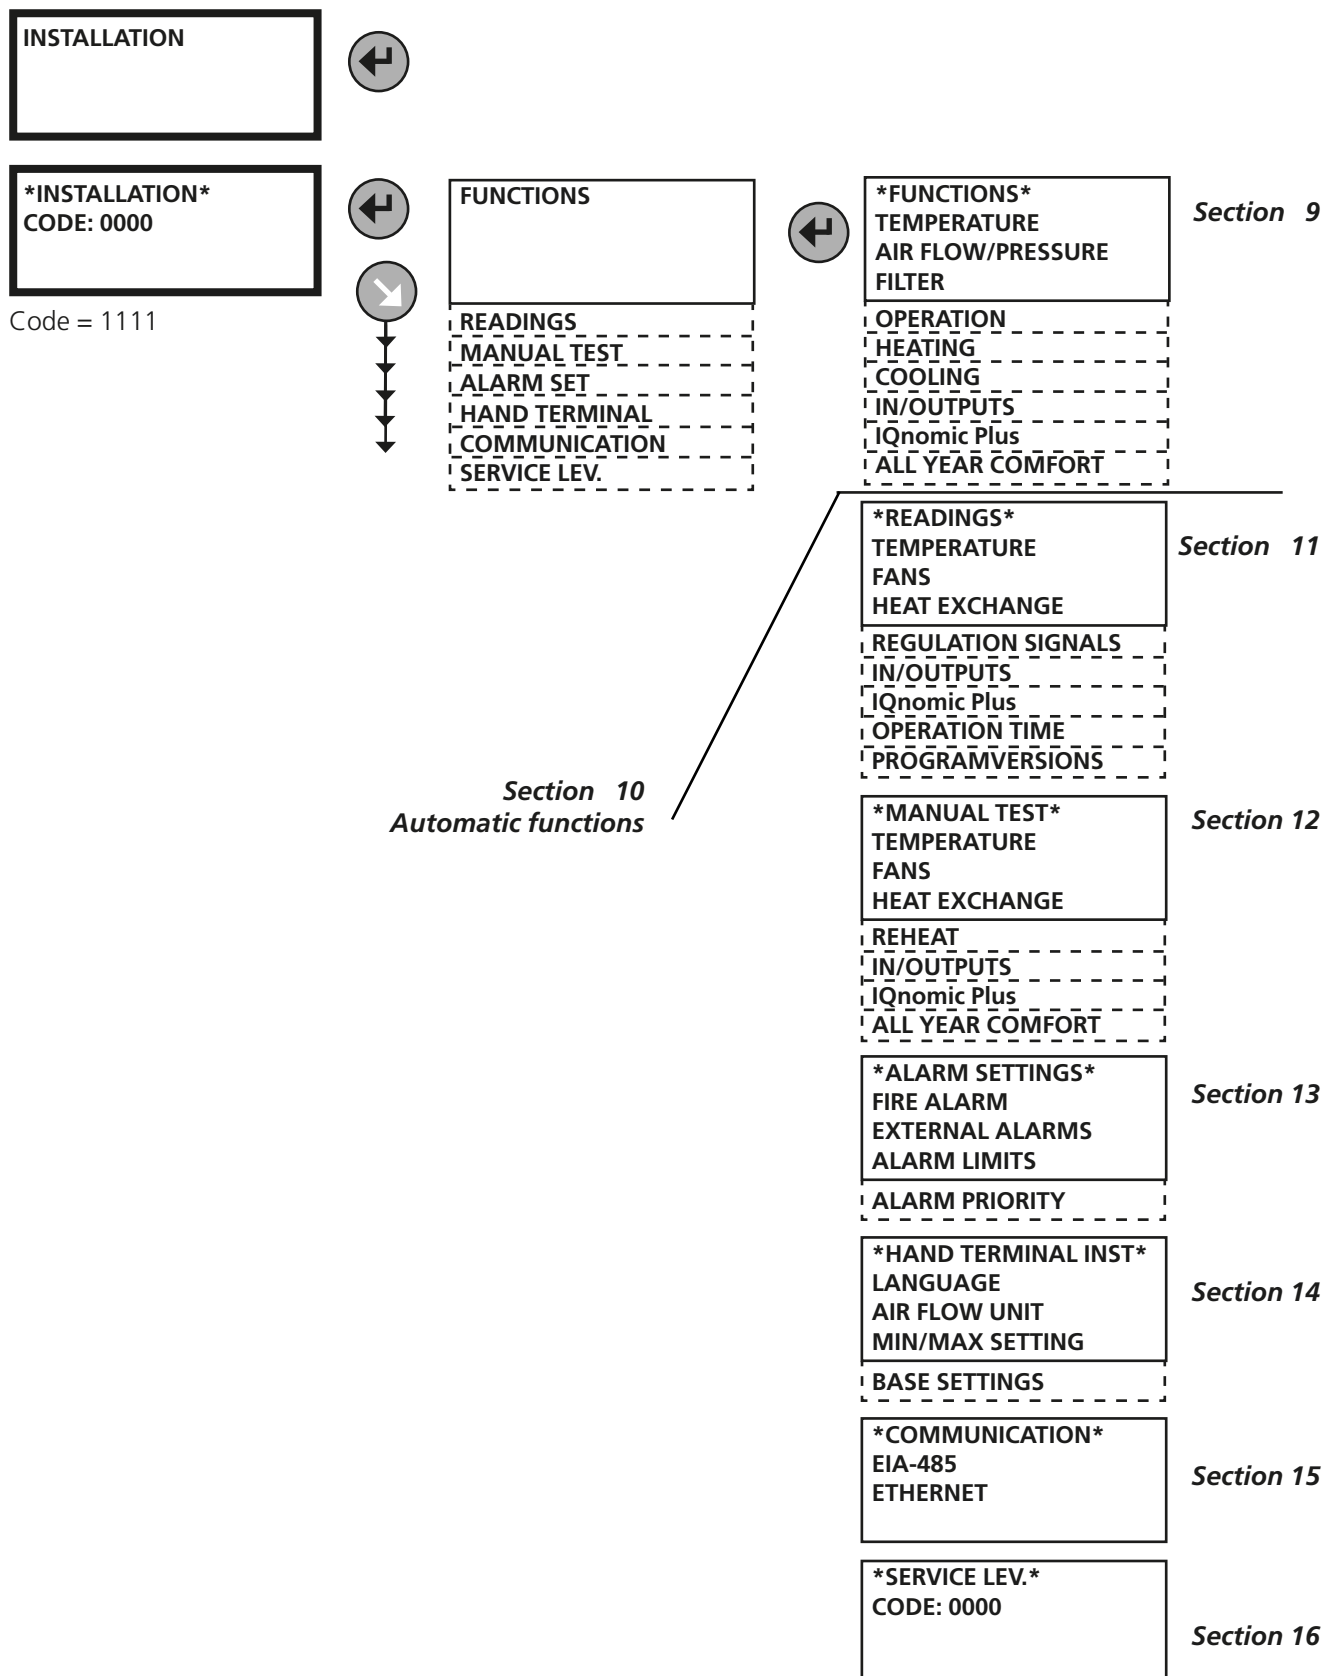 INSTALLATION
*INSTALLATION*
CODE: 0000
Code = 1111
FUNCTIONS
READINGS
MANUAL TEST
ALARM SET
HAND TERMINAL
COMMUNICATION
SERVICE LEV.
*FUNCTIONS*
TEMPERATURE
AIR FLOW/PRESSURE
FILTER
OPERATION
HEATING
COOLING
IN/OUTPUTS
IQnomic Plus
ALL YEAR COMFORT
Section 9
Section 10
Automatic functions
*READINGS*
TEMPERATURE
FANS
HEAT EXCHANGE
REGULATION SIGNALS
IN/OUTPUTS
IQnomic Plus
OPERATION TIME
PROGRAMVERSIONS
Section 11
*MANUAL TEST*
TEMPERATURE
FANS
HEAT EXCHANGE
REHEAT
IN/OUTPUTS
IQnomic Plus
ALL YEAR COMFORT
Section 12
*ALARM SETTINGS*
FIRE ALARM
EXTERNAL ALARMS
ALARM LIMITS
ALARM PRIORITY
Section 13
*HAND TERMINAL INST*
LANGUAGE
AIR FLOW UNIT
MIN/MAX SETTING
BASE SETTINGS
Section 14
*COMMUNICATION*
EIA-485
ETHERNET
Section 15
*SERVICE LEV.*
CODE: 0000
Section 16